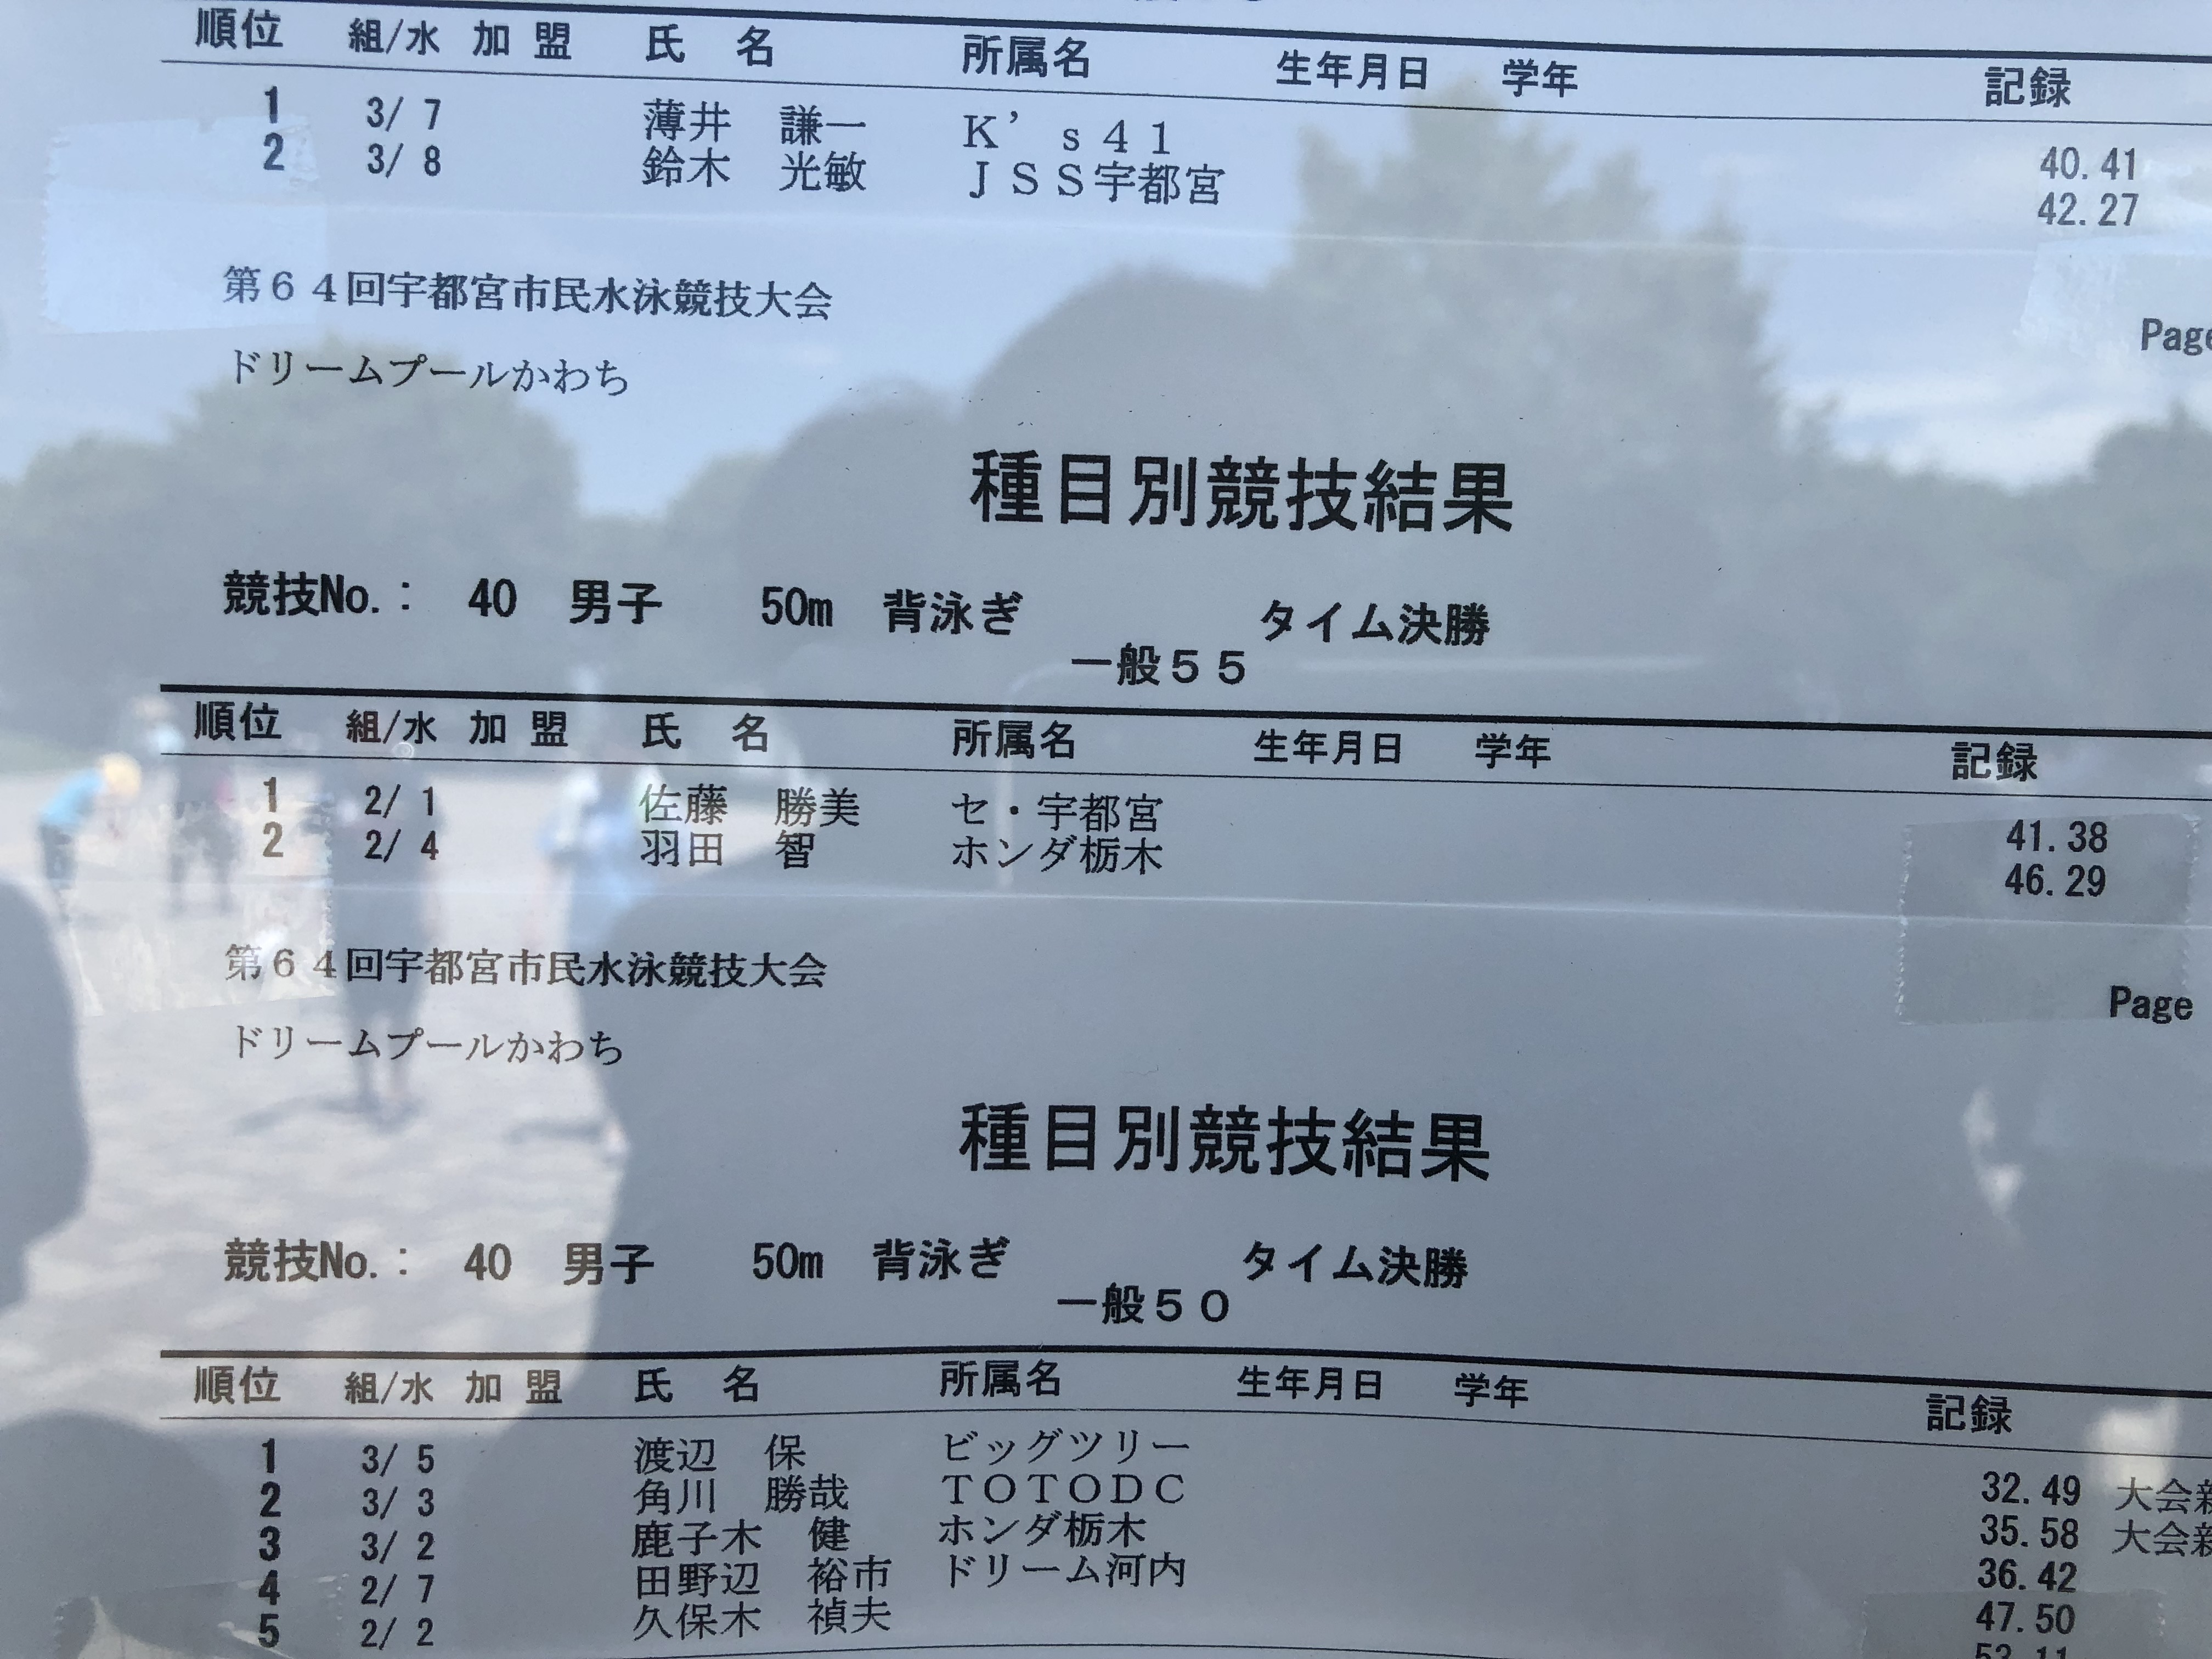 順位 組/水 加盟 氏 名 所属名 生年月日 学年 記録
1 3/ 7 薄井 謙一 K’s41 40.41
2 3/ 8 鈴木 光敏 JSS宇都宮 42.27
第64回宇都宮市民水泳競技大会
Page
ドリームプールかわち
種目別競技結果
競技No.: 40 男子 50m 背泳ぎ タイム決勝
一般55
順位 組/水 加盟 氏 名 所属名 生年月日 学年 記録
1 2/ 1 佐藤 勝美 セ・宇都宮 41.38
2 2/ 4 羽田 智 ホンダ栃木 46.29
第64回宇都宮市民水泳競技大会
Page
ドリームプールかわち
種目別競技結果
競技No.: 40 男子 50m 背泳ぎ タイム決勝
一般50
順位 組/水 加盟 氏 名 所属名 生年月日 学年 記録
1 3/ 5 渡辺 保 ビッグツリー 32.49 大会新
2 3/ 3 角川 勝哉 TOTODC 35.58 大会新
3 3/ 2 鹿子木 健 ホンダ栃木 36.42
4 2/ 7 田野辺 裕市 ドリーム河内 47.50
5 2/ 2 久保木 禎夫